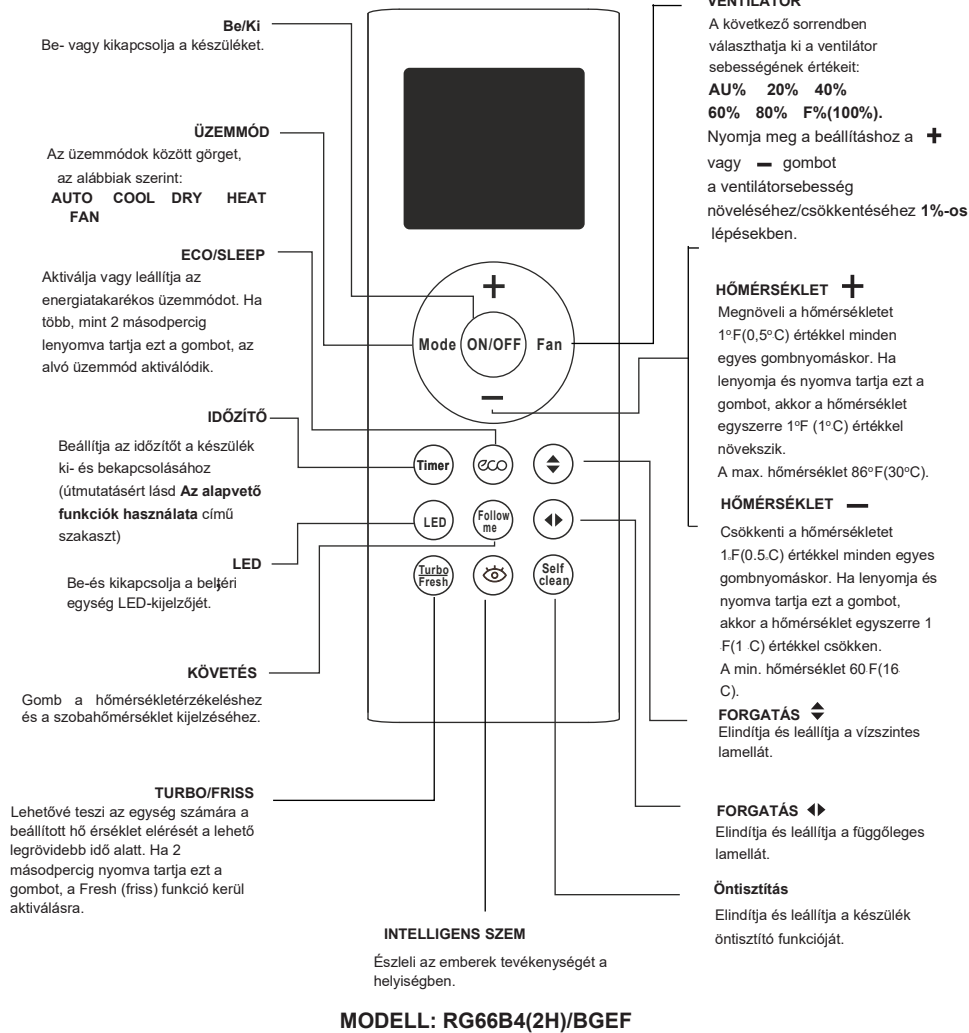 Be/Ki
Be- vagy kikapcsolja a készüléket.
ÜZEMMÓD
Az üzemmódok között görget,
az alábbiak szerint:
AUTO COOL DRY HEAT
FAN
ECO/SLEEP
Aktiválja vagy leállítja az
energiatakarékos üzemmódot. Ha
több, mint 2 másodpercig
lenyomva tartja ezt a gombot, az
alvó üzemmód aktiválódik.
IDŐZÍTŐ
Beállítja az időzítőt a készülék
ki- és bekapcsolásához
(útmutatásért lásd Az alapvető
funkciók használata című
szakaszt)
LED
Be-és kikapcsolja a beltéri
egység LED-kijelzőjét.
KÖVETÉS
Gomb a hőmérsékletérzékeléshez
és a szobahőmérséklet kijelzéséhez.
TURBO/FRISS
Lehetővé teszi az egység számára a
beállított hő érséklet elérését a lehető
legrövidebb idő alatt. Ha 2
másodpercig nyomva tartja ezt a
gombot, a Fresh (friss) funkció kerül
aktiválásra.
+
Mode ON/OFF Fan
−
Timer eco
LED Follow
me
Turbo
Fresh
Self
clean
INTELLIGENS SZEM
Észleli az emberek tevékenységét a
helyiségben.
VENTILÁTOR
A következő sorrendben
választhatja ki a ventilátor
sebességének értékeit:
AU% 20% 40%
60% 80% F%(100%).
Nyomja meg a beállításhoz a +
vagy − gombot
a ventilátorsebesség
növeléséhez/csökkentéséhez 1%-os
lépésekben.
HŐMÉRSÉKLET +
Megnöveli a hőmérsékletet
1°F(0,5°C) értékkel minden
egyes gombnyomáskor. Ha
lenyomja és nyomva tartja ezt a
gombot, akkor a hőmérséklet
egyszerre 1°F (1°C) értékkel
növekszik.
A max. hőmérséklet 86°F(30°C).
HŐMÉRSÉKLET −
Csökkenti a hőmérsékletet
1°F(0.5°C) értékkel minden egyes
gombnyomáskor. Ha lenyomja és
nyomva tartja ezt a gombot,
akkor a hőmérséklet egyszerre 1
F(1 C) értékkel csökken.
A min. hőmérséklet 60 F(16
C).
FORGATÁS
Elindítja és leállítja a vízszintes
lamellát.
FORGATÁS
Elindítja és leállítja a függőleges
lamellát.
Öntisztítás
Elindítja és leállítja a készülék
öntisztító funkcióját.
MODELL: RG66B4(2H)/BGEF